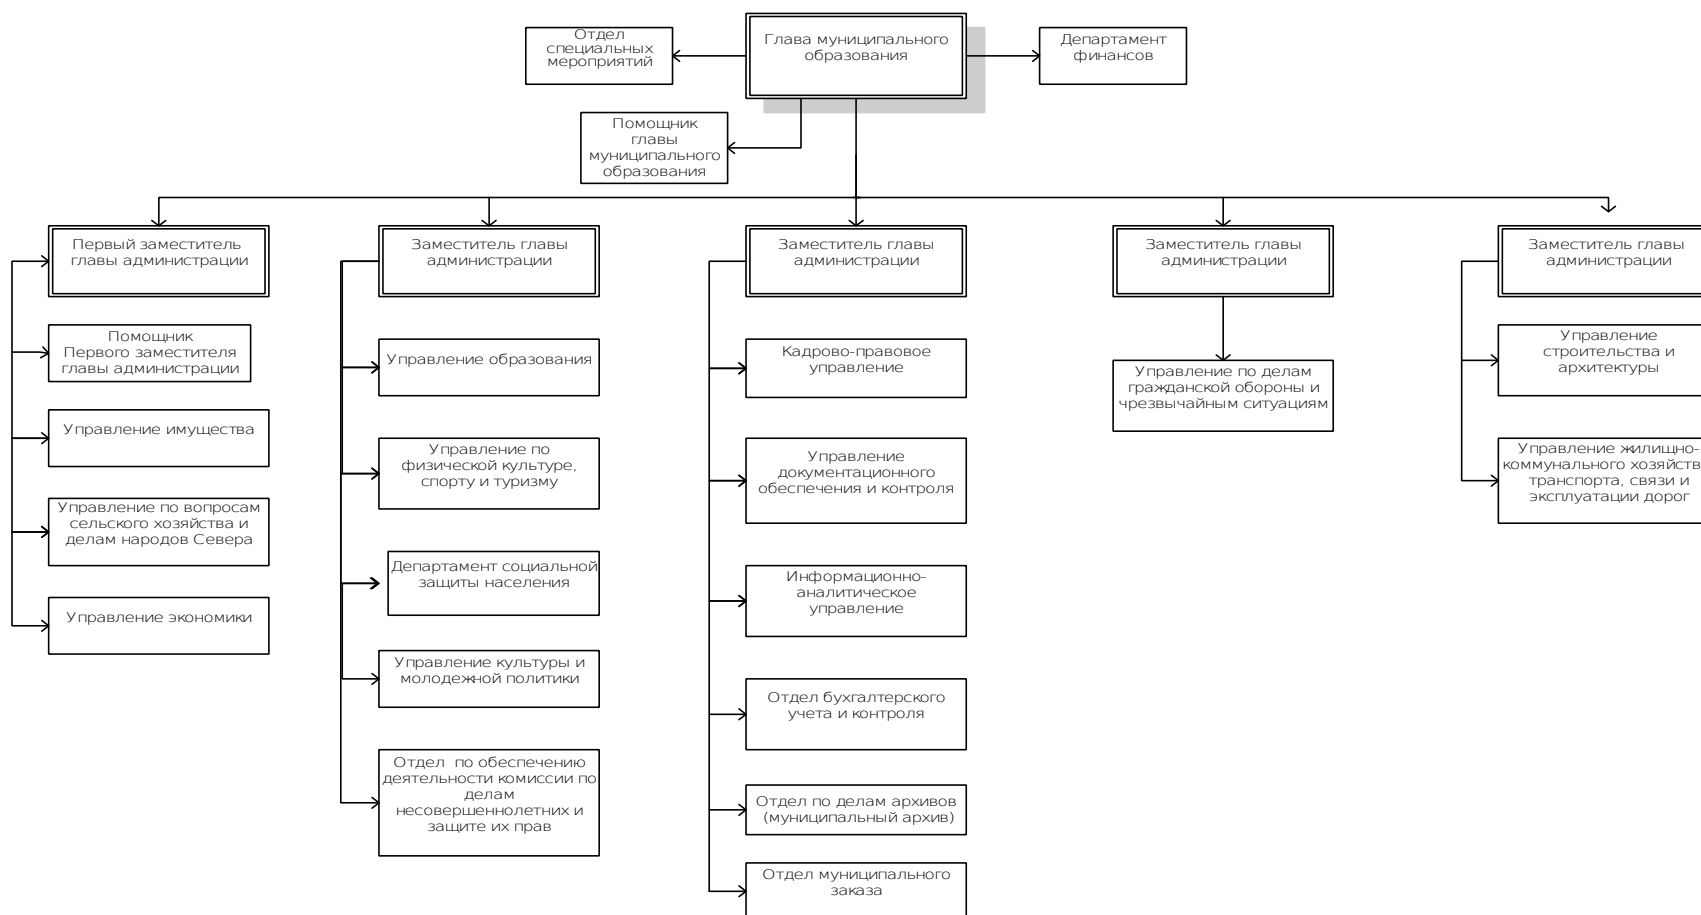 Отдел
специальных
мероприятий
Глава муниципального
образования
Департамент
финансов
Помощник
главы
муниципального
образования
Первый заместитель
главы администрации
Заместитель главы
администрации
Заместитель главы
администрации
Заместитель главы
администрации
Заместитель главы
администрации
Помощник
Первого заместителя
главы администрации
Управление имущества
Управление по вопросам
сельского хозяйства и
делам народов Севера
Управление экономики
Управление образования
Управление по
физической культуре,
спорту и туризму
Департамент социальной
защиты населения
Управление культуры и
молодежной политики
Отдел по обеспечению
деятельности комиссии по
делам
несовершеннолетних и
защите их прав
Кадрово-правовое
управление
Управление
документационного
обеспечения и контроля
Информационно-
аналитическое
управление
Отдел бухгалтерского
учета и контроля
Отдел по делам архивов
(муниципальный архив)
Отдел муниципального
заказа
Управление по делам
гражданской обороны и
чрезвычайным ситуациям
Управление
строительства и
архитектуры
Управление жилищно-
коммунального хозяйств
транспорта, связи и
эксплуатации дорог